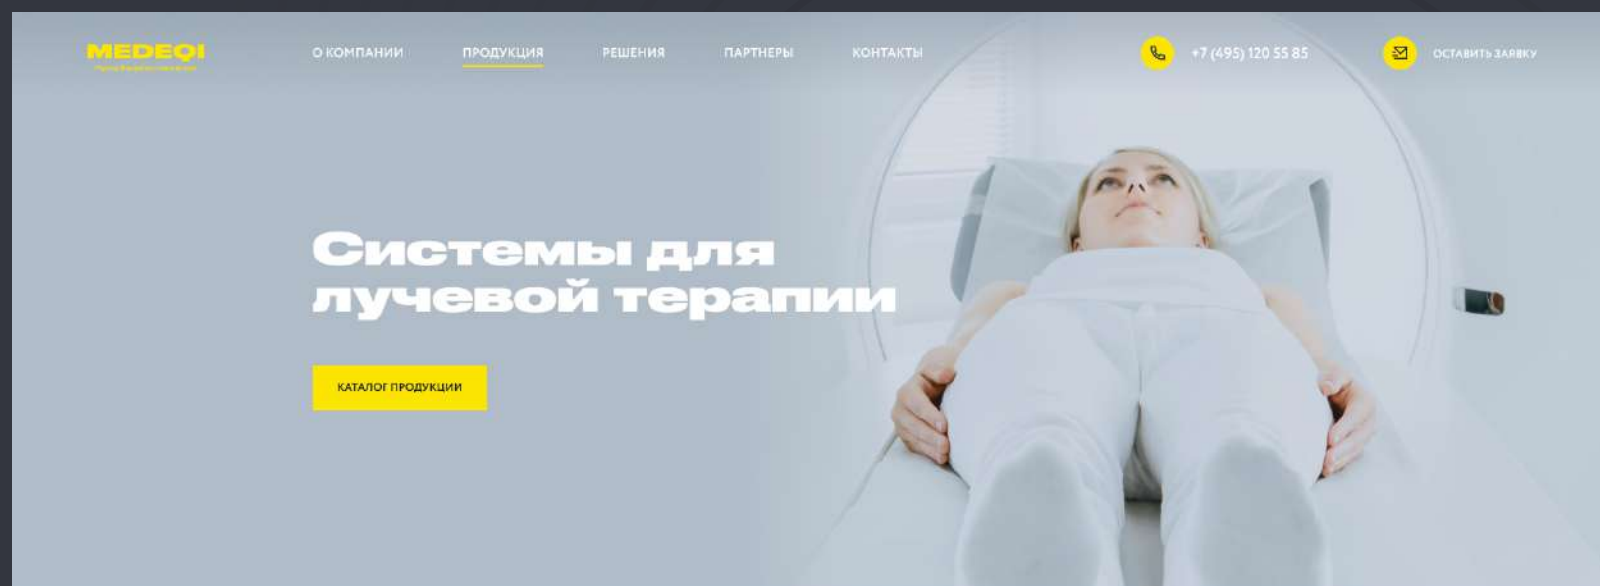 MEDEQI
О КОМПАНИИ
ПРОДУКЦИЯ
РЕШЕНИЯ
ПАРТНЕРЫ
КОНТАКТЫ
+7 (495) 120 55 85
ОСТАВИТЬ ЗАЯВКУ
Системы для
лучевой терапии
КАТАЛОГ ПРОДУКЦИИ